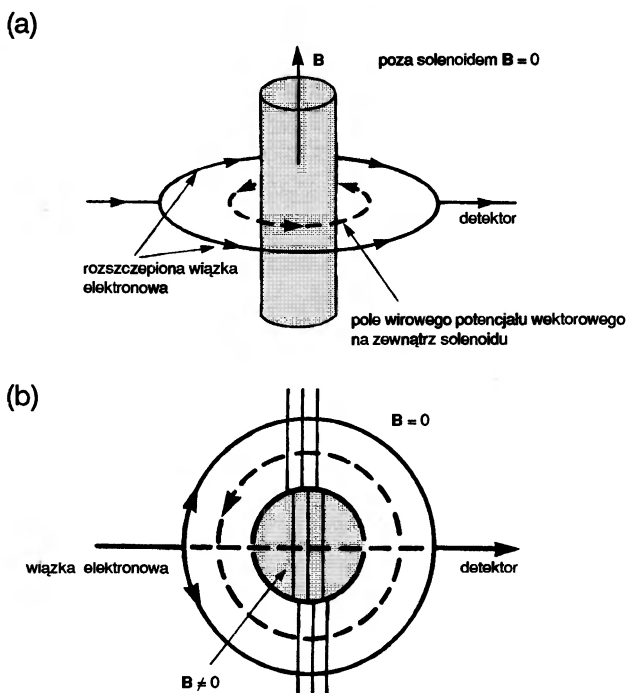 (a)
B
poza solenoidem B = 0
detektor
rozszczepiona wiązka
elektronowa
pole wirowego potencjału wektorowego
na zewnątrz solenoidu
(b)
B = 0
wiązka elektronowa
detektor
B ≠ 0